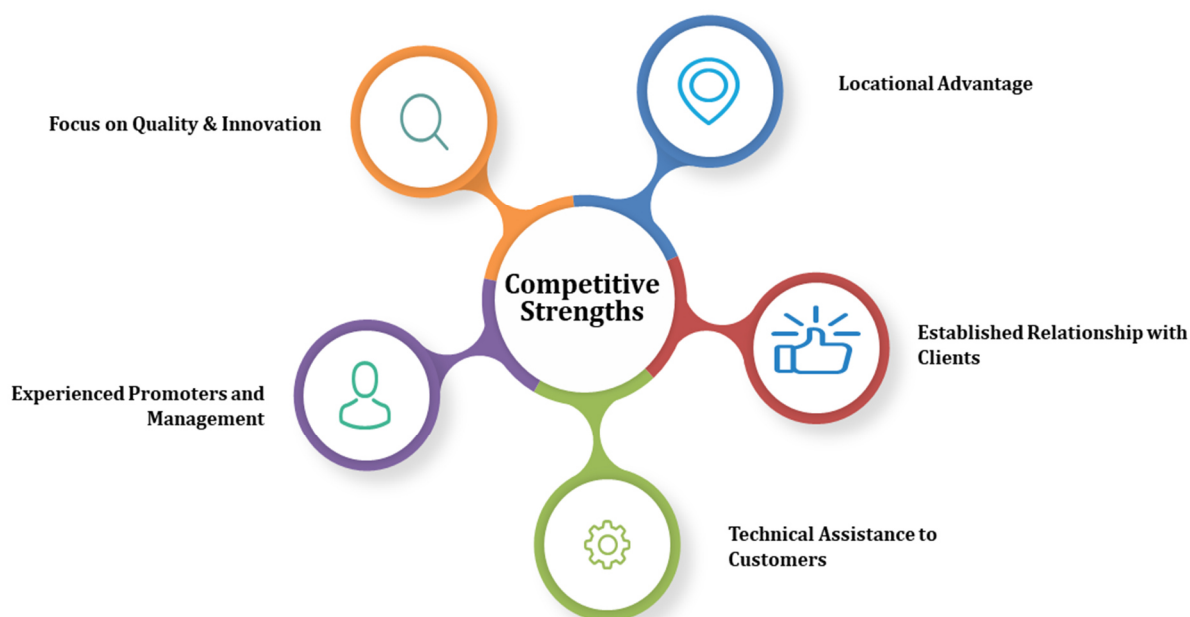 Locational Advantage
Focus on Quality & Innovation
Competitive
Strengths
Established Relationship with
Clients
Experienced Promoters and
Management
Technical Assistance to
Customers